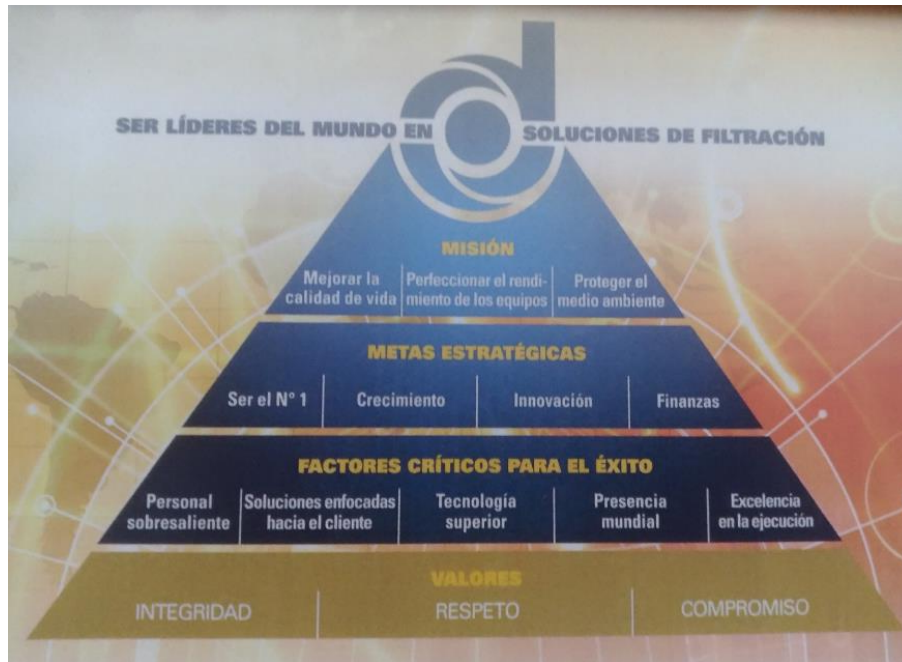 SER LÍDERES DEL MUNDO EN SOLUCIONES DE FILTRACIÓN
MISIÓN
Mejorar la
calidad de vida
Perfeccionar el rendi-
miento de los equipos
Proteger el
medio ambiente
METAS ESTRATÉGICAS
Ser el N° 1
Crecimiento
Innovación
Finanzas
FACTORES CRÍTICOS PARA EL ÉXITO
Personal
sobresaliente
Soluciones enfocadas
hacia el cliente
Tecnología
superior
Presencia
mundial
Excelencia
en la ejecución
VALORES
INTEGRIDAD
RESPETO
COMPROMISO